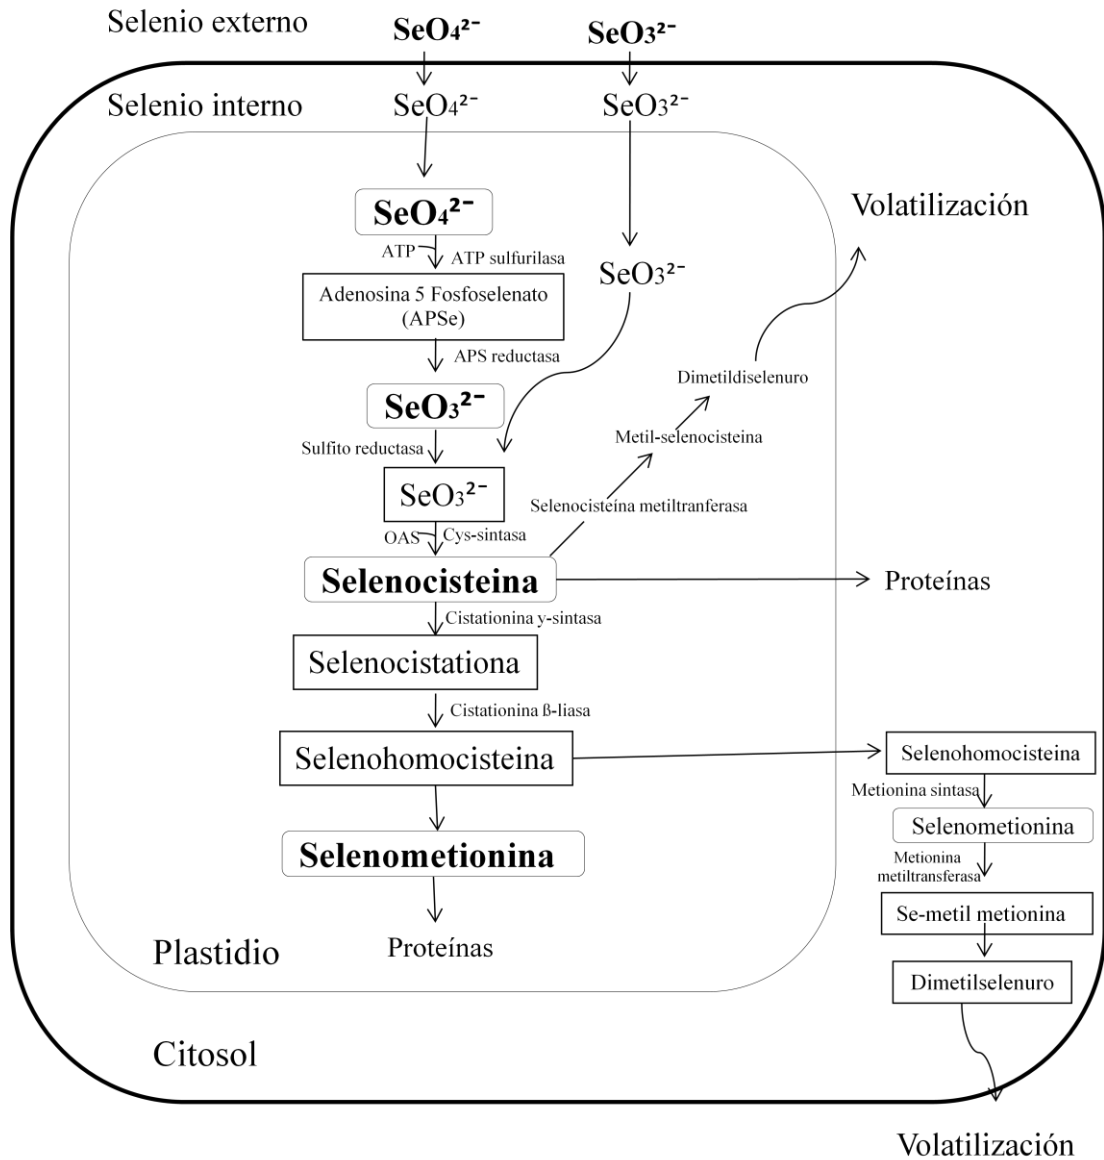 Selenio externo
SeO₄²⁻
SeO₃²⁻
Selenio interno
SeO₄²⁻
SeO₃²⁻
SeO₄²⁻
Volatilización
ATP
ATP sulfurilasa
SeO₃²⁻
Adenosina 5 Fosfoselenato
(APSe)
APS reductasa
Dimetildiselenuro
SeO₃²⁻
Metil-selenocisteina
Sulfito reductasa
SeO₃²⁻
Selenocisteína metiltranferasa
OAS
Cys-sintasa
Selenocisteina
Proteínas
Cistationina y-sintasa
Selenocistationa
Cistationina ß-liasa
Selenohomocisteina
Selenohomocisteina
Metionina sintasa
Selenometionina
Selenometionina
Metionina
metiltransferasa
Se-metil metionina
Proteínas
Plastidio
Dimetilselenuro
Citosol
Volatilización